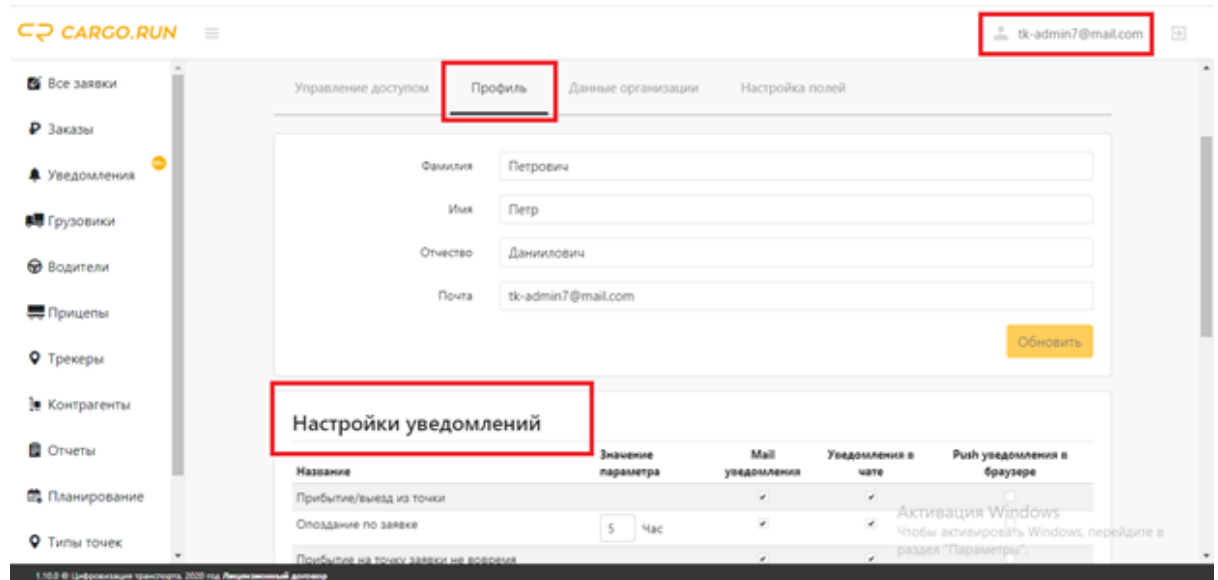 CARGO.RUN
tk-admin7@mail.com
Все заявки
Заказы
Уведомления
Грузовики
Водители
Прицепы
Трекеры
Контрагенты
Отчеты
Планирование
Типы точек
Управление доступом Профиль Данные организации Настройка полей
Фамилия Петрович
Имя Петр
Отчество Даниилович
Почта tk-admin7@mail.com
Обновить
Настройки уведомлений
Название Значение параметра Mail уведомления Уведомления в чате Push уведомления в браузере
Прибытие/выезд из точки
Опоздание по заявке 5 Час
Прибытие на точку заявки не вовремя
Активация Windows
Чтобы активировать Windows, перейдите в
раздел "Параметры".
1.10.0 © Цифровизация транспорта, 2020 год Лицензионный договор